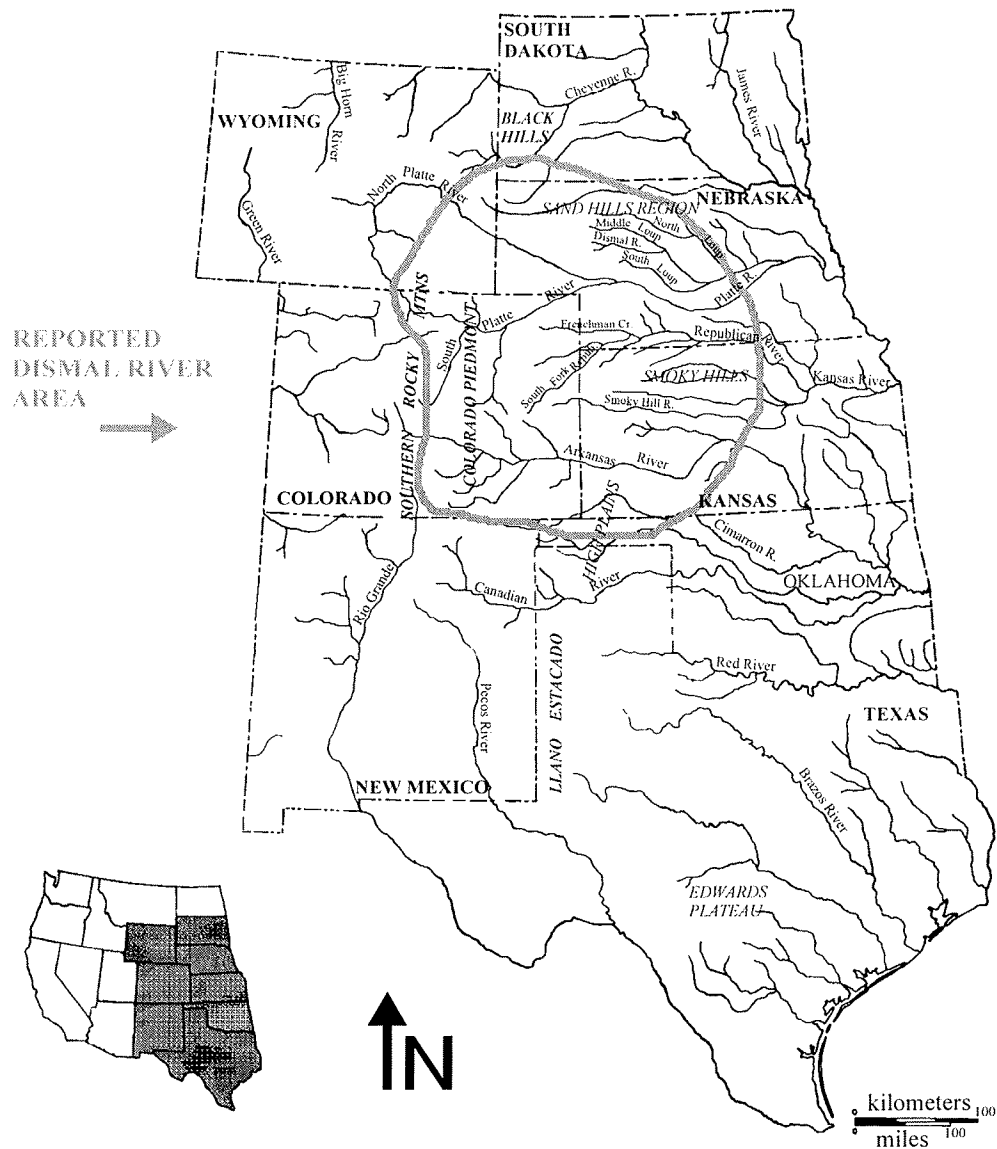 SOUTH
DAKOTA
Cheyenne R.
James River
Big Horn
River
WYOMING
BLACK
HILLS
North Platte River
NEBRASKA
SAND HILLS REGION
Middle Loup
North Loup
Dismal R.
South Loup
Platte R.
Green River
MTNS
South Platte River
Frenchman Cr.
Republican River
REPORTED
DISMAL RIVER
AREA
COLORADO PIEDMONT
SOUTHERN ROCKY
South Fork
SMOKY HILLS
Kansas River
Smoky Hill R.
Arkansas River
COLORADO
KANSAS
HIGH PLAINS
Cimarron R.
OKLAHOMA
Rio Grande
Canadian River
Red River
Pecos River
LLANO ESTACADO
TEXAS
NEW MEXICO
Brazos River
EDWARDS
PLATEAU
N
0 kilometers 100
0 miles 100